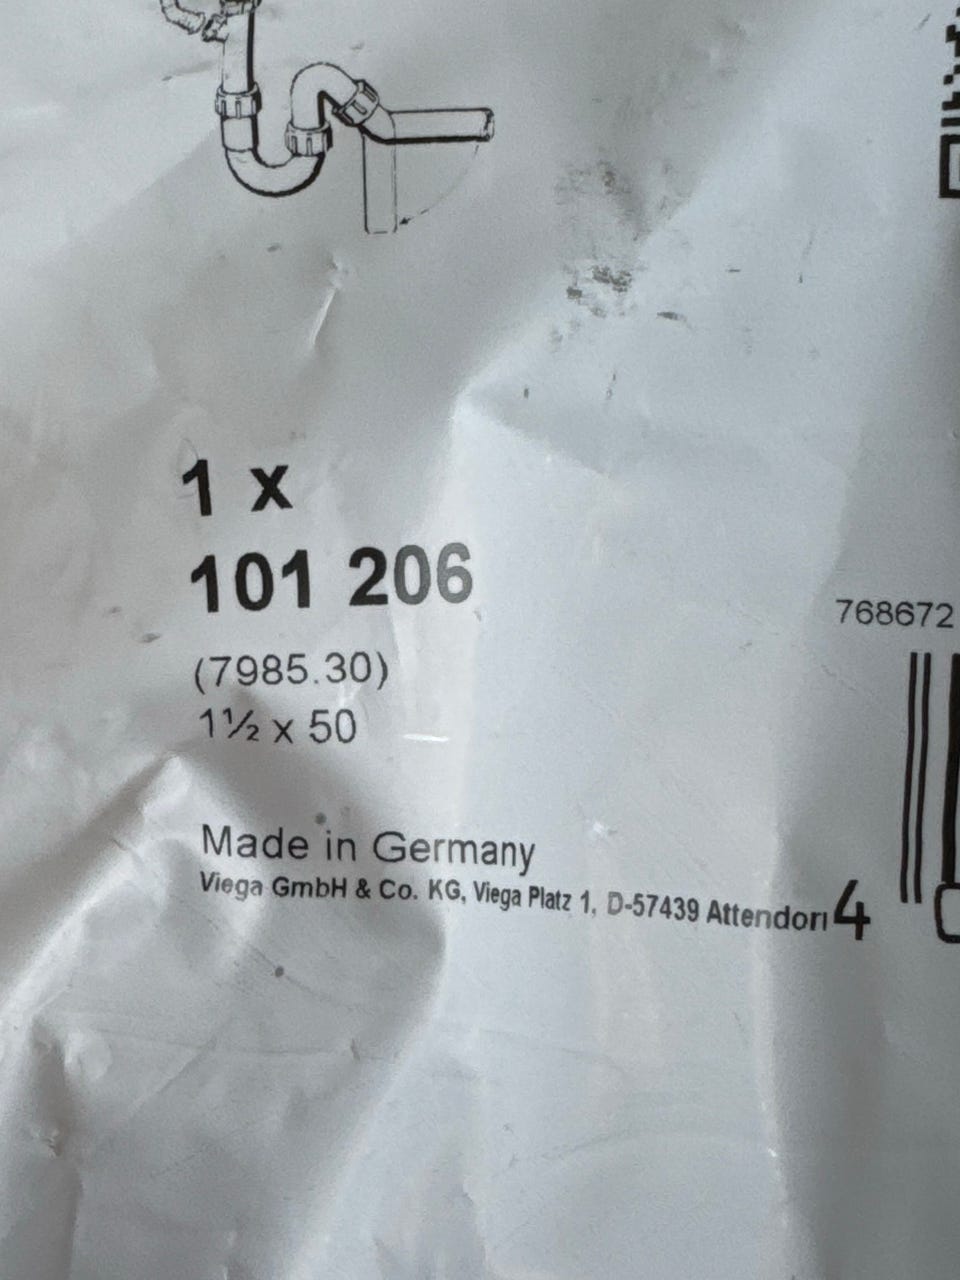 1 x
101 206
(7985.30)
1½ x 50
768672
Made in Germany
Viega GmbH & Co. KG, Viega Platz 1, D-57439
4